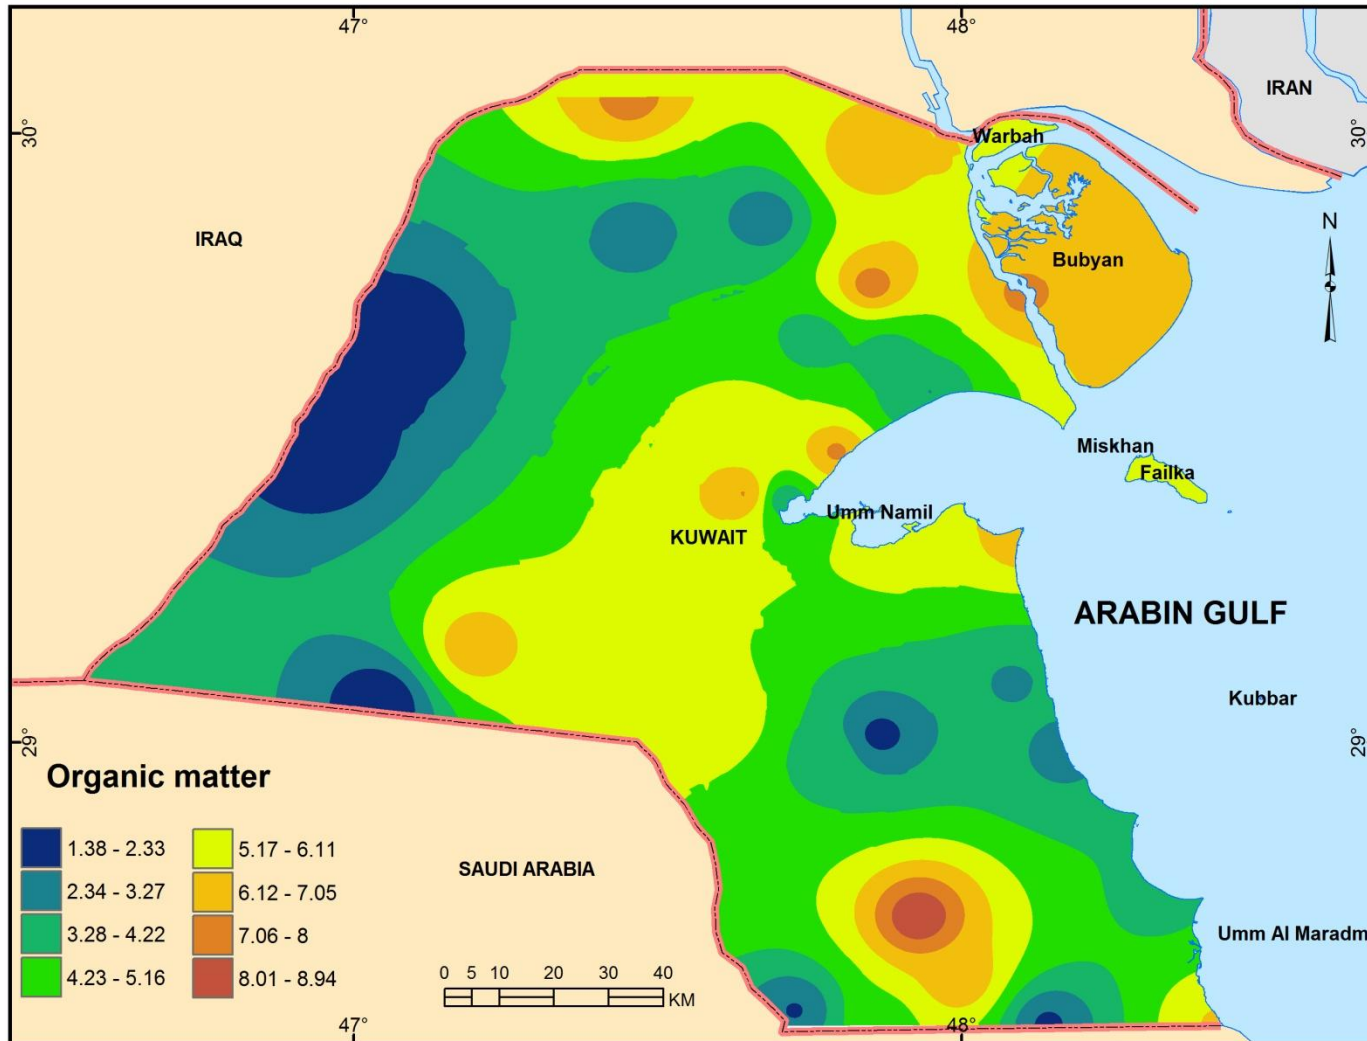 47°
48°
IRAN
30°
30°
Warbah
N
IRAQ
Bubyan
Miskhan
Failka
Umm Namil
KUWAIT
ARABIN GULF
Kubbar
29°
29°
Organic matter
1.38 - 2.33
5.17 - 6.11
2.34 - 3.27
6.12 - 7.05
3.28 - 4.22
7.06 - 8
4.23 - 5.16
8.01 - 8.94
SAUDI ARABIA
Umm Al Maradm
0 5 10 20 30 40
KM
47°
48°